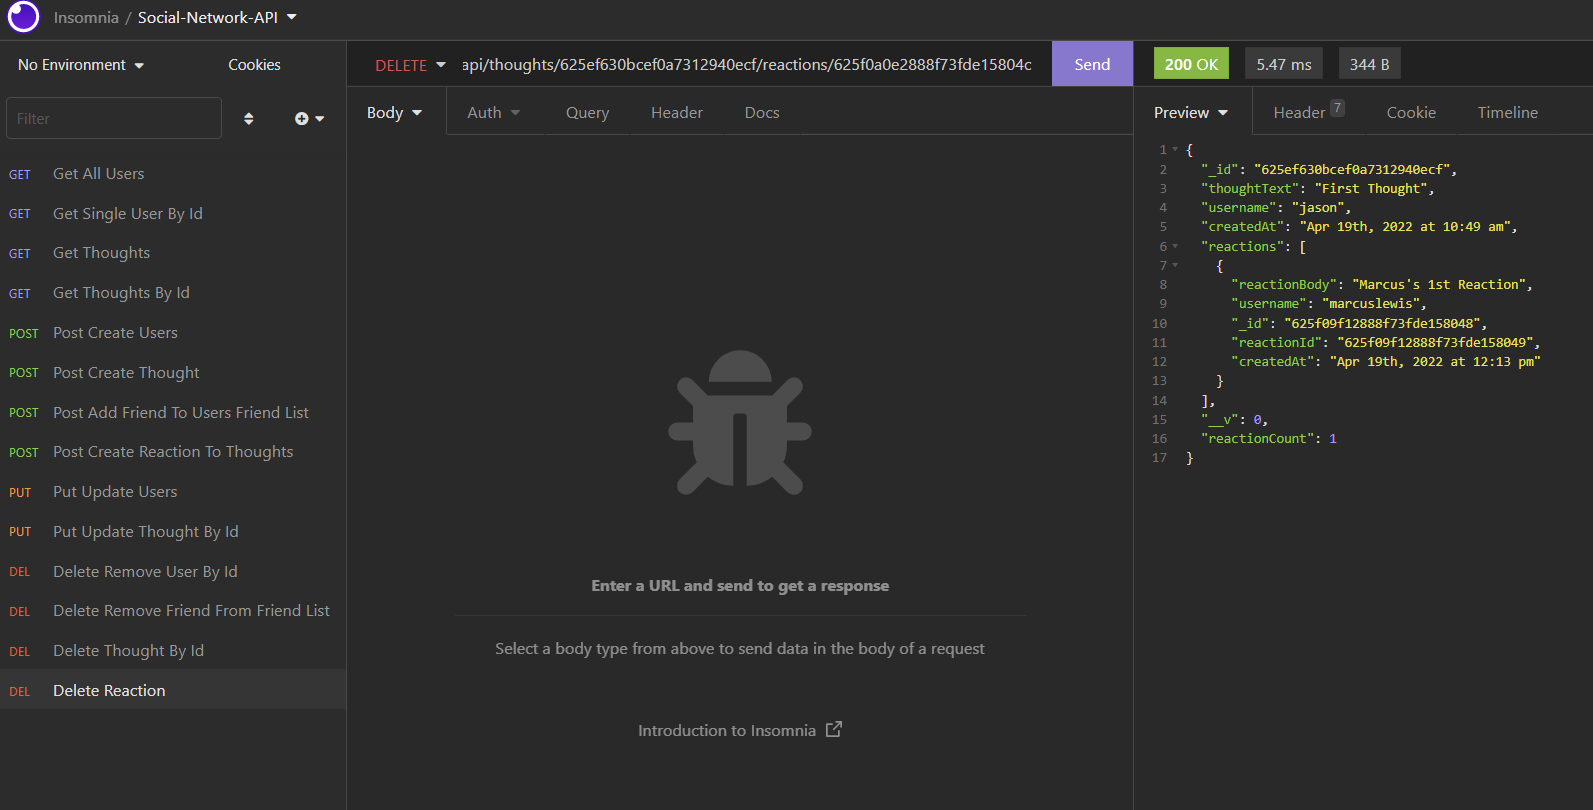 Insomnia / Social-Network-API
No Environment
Cookies
Filter
GET Get All Users
GET Get Single User By Id
GET Get Thoughts
GET Get Thoughts By Id
POST Post Create Users
POST Post Create Thought
POST Post Add Friend To Users Friend List
POST Post Create Reaction To Thoughts
PUT Put Update Users
PUT Put Update Thought By Id
DEL Delete Remove User By Id
DEL Delete Remove Friend From Friend List
DEL Delete Thought By Id
DEL Delete Reaction
DELETE api/thoughts/625ef630bcef0a7312940ecf/reactions/625f0a0e2888f73fde15804c Send
Body Auth Query Header Docs
Enter a URL and send to get a response
Select a body type from above to send data in the body of a request
Introduction to Insomnia
200 OK 5.47 ms 344 B
Preview Header 7 Cookie Timeline
1 {
2 "_id": "625ef630bcef0a7312940ecf",
3 "thoughtText": "First Thought",
4 "username": "jason",
5 "createdAt": "Apr 19th, 2022 at 10:49 am",
6 "reactions": [
7 {
8 "reactionBody": "Marcus's 1st Reaction",
9 "username": "marcuslewis",
10 "_id": "625f09f12888f73fde158048",
11 "reactionId": "625f09f12888f73fde158049",
12 "createdAt": "Apr 19th, 2022 at 12:13 pm"
13 }
14 ],
15 "__v": 0,
16 "reactionCount": 1
17 }